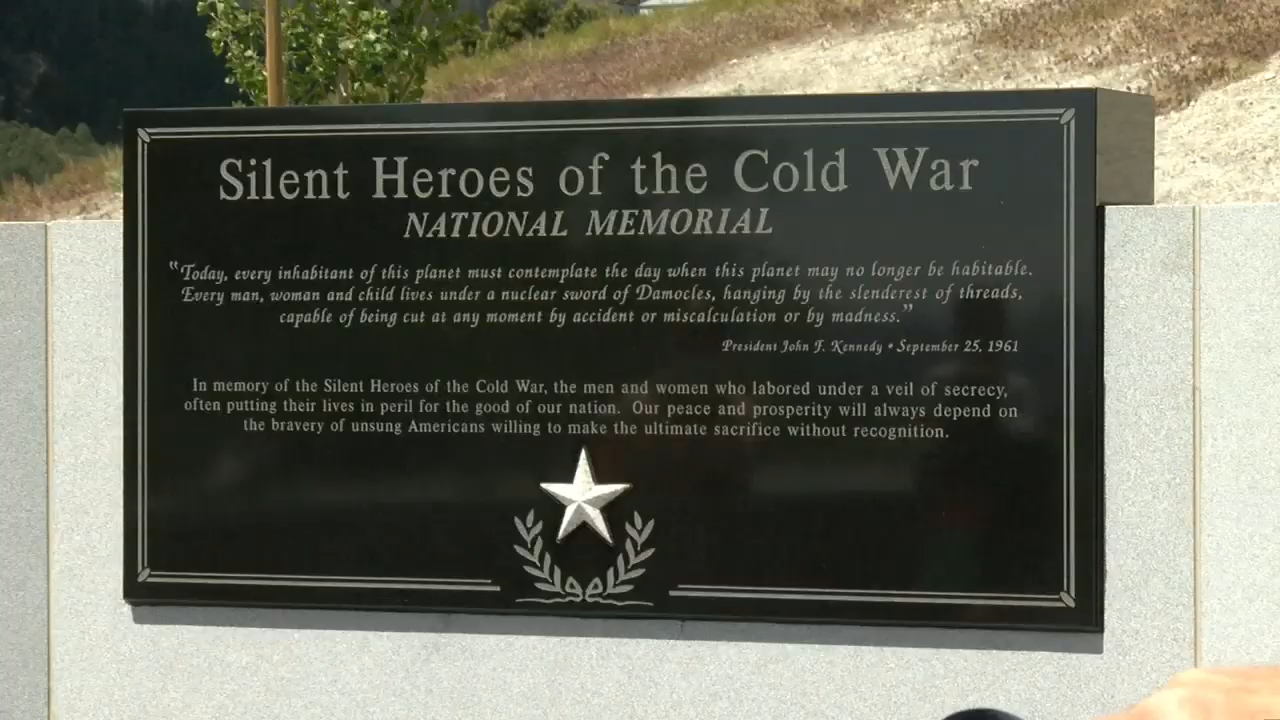 Silent Heroes of the Cold War
NATIONAL MEMORIAL
"Today, every inhabitant of this planet must contemplate the day when this planet may no longer be habitable.
Every man, woman and child lives under a nuclear sword of Damocles, hanging by the slenderest of threads,
capable of being cut at any moment by accident or miscalculation or by madness."
President John F. Kennedy • September 25, 1961
In memory of the Silent Heroes of the Cold War, the men and women who labored under a veil of secrecy,
often putting their lives in peril for the good of our nation. Our peace and prosperity will always depend on
the bravery of unsung Americans willing to make the ultimate sacrifice without recognition.